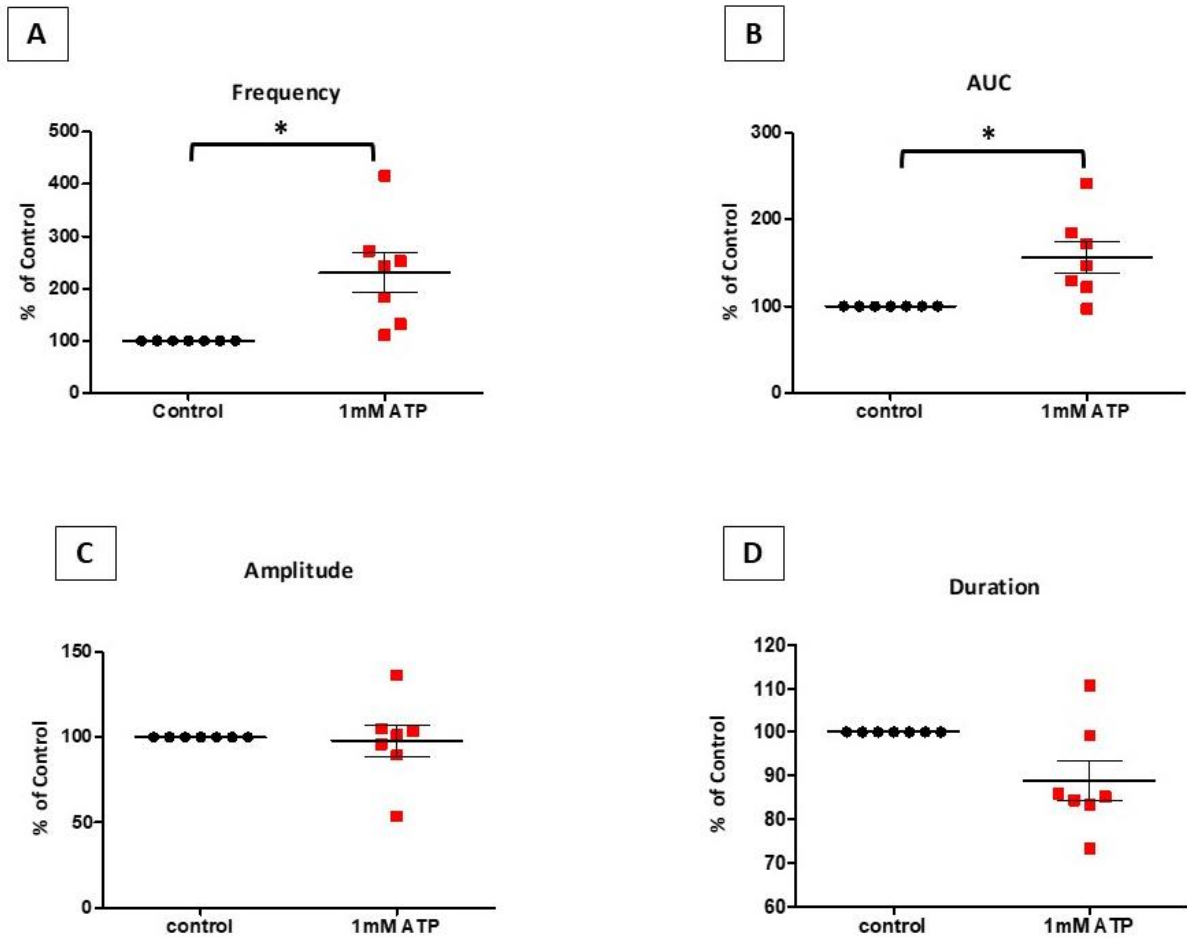 A
Frequency
*
500
400
300
200
100
0
% of Control
Control 1mM ATP
B
AUC
*
300
200
100
0
% of Control
control 1mM ATP
C
Amplitude
150
100
50
0
% of Control
control 1mM ATP
D
Duration
120
110
100
90
80
70
60
% of Control
control 1mM ATP